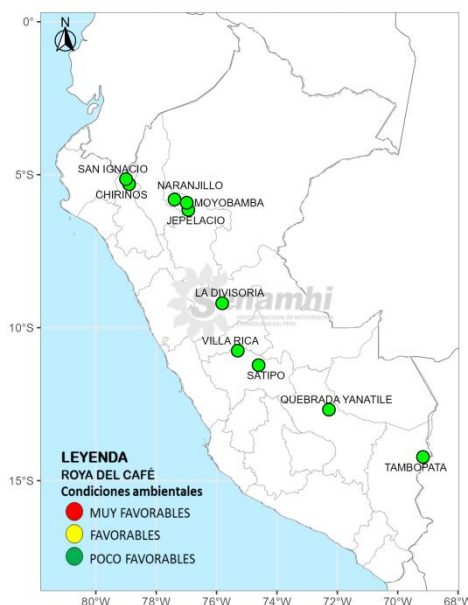 N
0°
5°S
10°S
15°S
SAN IGNACIO
CHIRINOS
NARANJILLO
MOYOBAMBA
JEPELACIO
LA DIVISORIA
Senamhi
VILLA RICA
SATIPO
QUEBRADA YANATILE
TAMBOPATA
LEYENDA
ROYA DEL CAFÉ
Condiciones ambientales
MUY FAVORABLES
FAVORABLES
POCO FAVORABLES
80°W 78°W 76°W 74°W 72°W 70°W 68°W